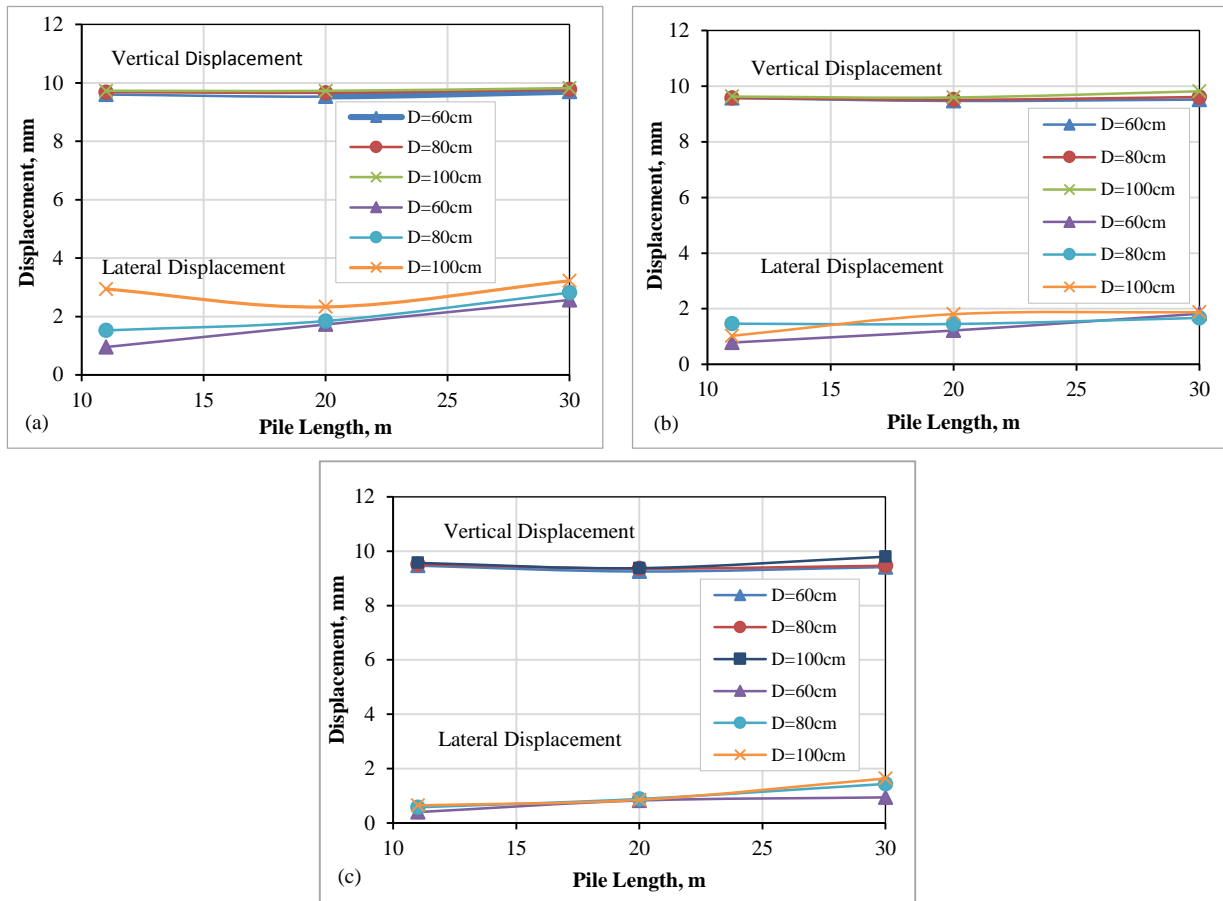 12
10
8
6
4
2
0
10
15
20
25
30
Displacement, mm
Pile Length, m
Vertical Displacement
Lateral Displacement
D=60cm
D=80cm
D=100cm
D=60cm
D=80cm
D=100cm
(a)
12
10
8
6
4
2
0
10
15
20
25
30
Displacement, mm
Pile Length, m
Vertical Displacement
Lateral Displacement
D=60cm
D=80cm
D=100cm
D=60cm
D=80cm
D=100cm
(b)
12
10
8
6
4
2
0
10
15
20
25
30
Displacement, mm
Pile Length, m
Vertical Displacement
Lateral Displacement
D=60cm
D=80cm
D=100cm
D=60cm
D=80cm
D=100cm
(c)